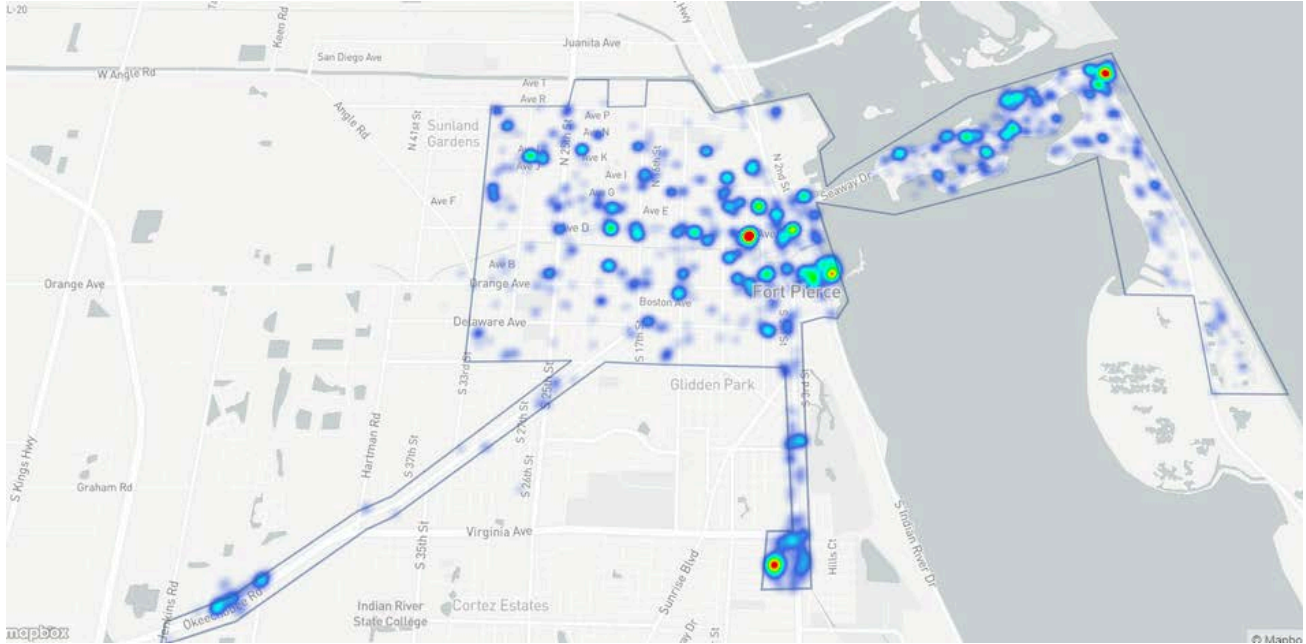 L-20
Keen Rd
Hwy
Juanita Ave
San Diego Ave
W Angle Rd
Ave T
Ave R
Angle Rd
N 41st St
Sunland
Gardens
N 25th St
Ave P
Ave N
Ave K
Ave I
Ave G
N 2nd St
Seaway Dr
Ave F
Ave E
Ave D
Ave B
Orange Ave
Orange Ave
Fort Pierce
Boston Ave
Delaware Ave
S 17th St
S 33rd St
S 25th St
Glidden Park
S 3rd St
S 27th St
Hartman Rd
S 37th St
S Kings Hwy
Graham Rd
S 26th St
Virginia Ave
S 35th St
Hills Ct
S Indian River Dr
Sunrise Blvd
Jenkins Rd
Okeechobee Rd
Indian River
State College
Cortez Estates
mapbox
© Mapbo